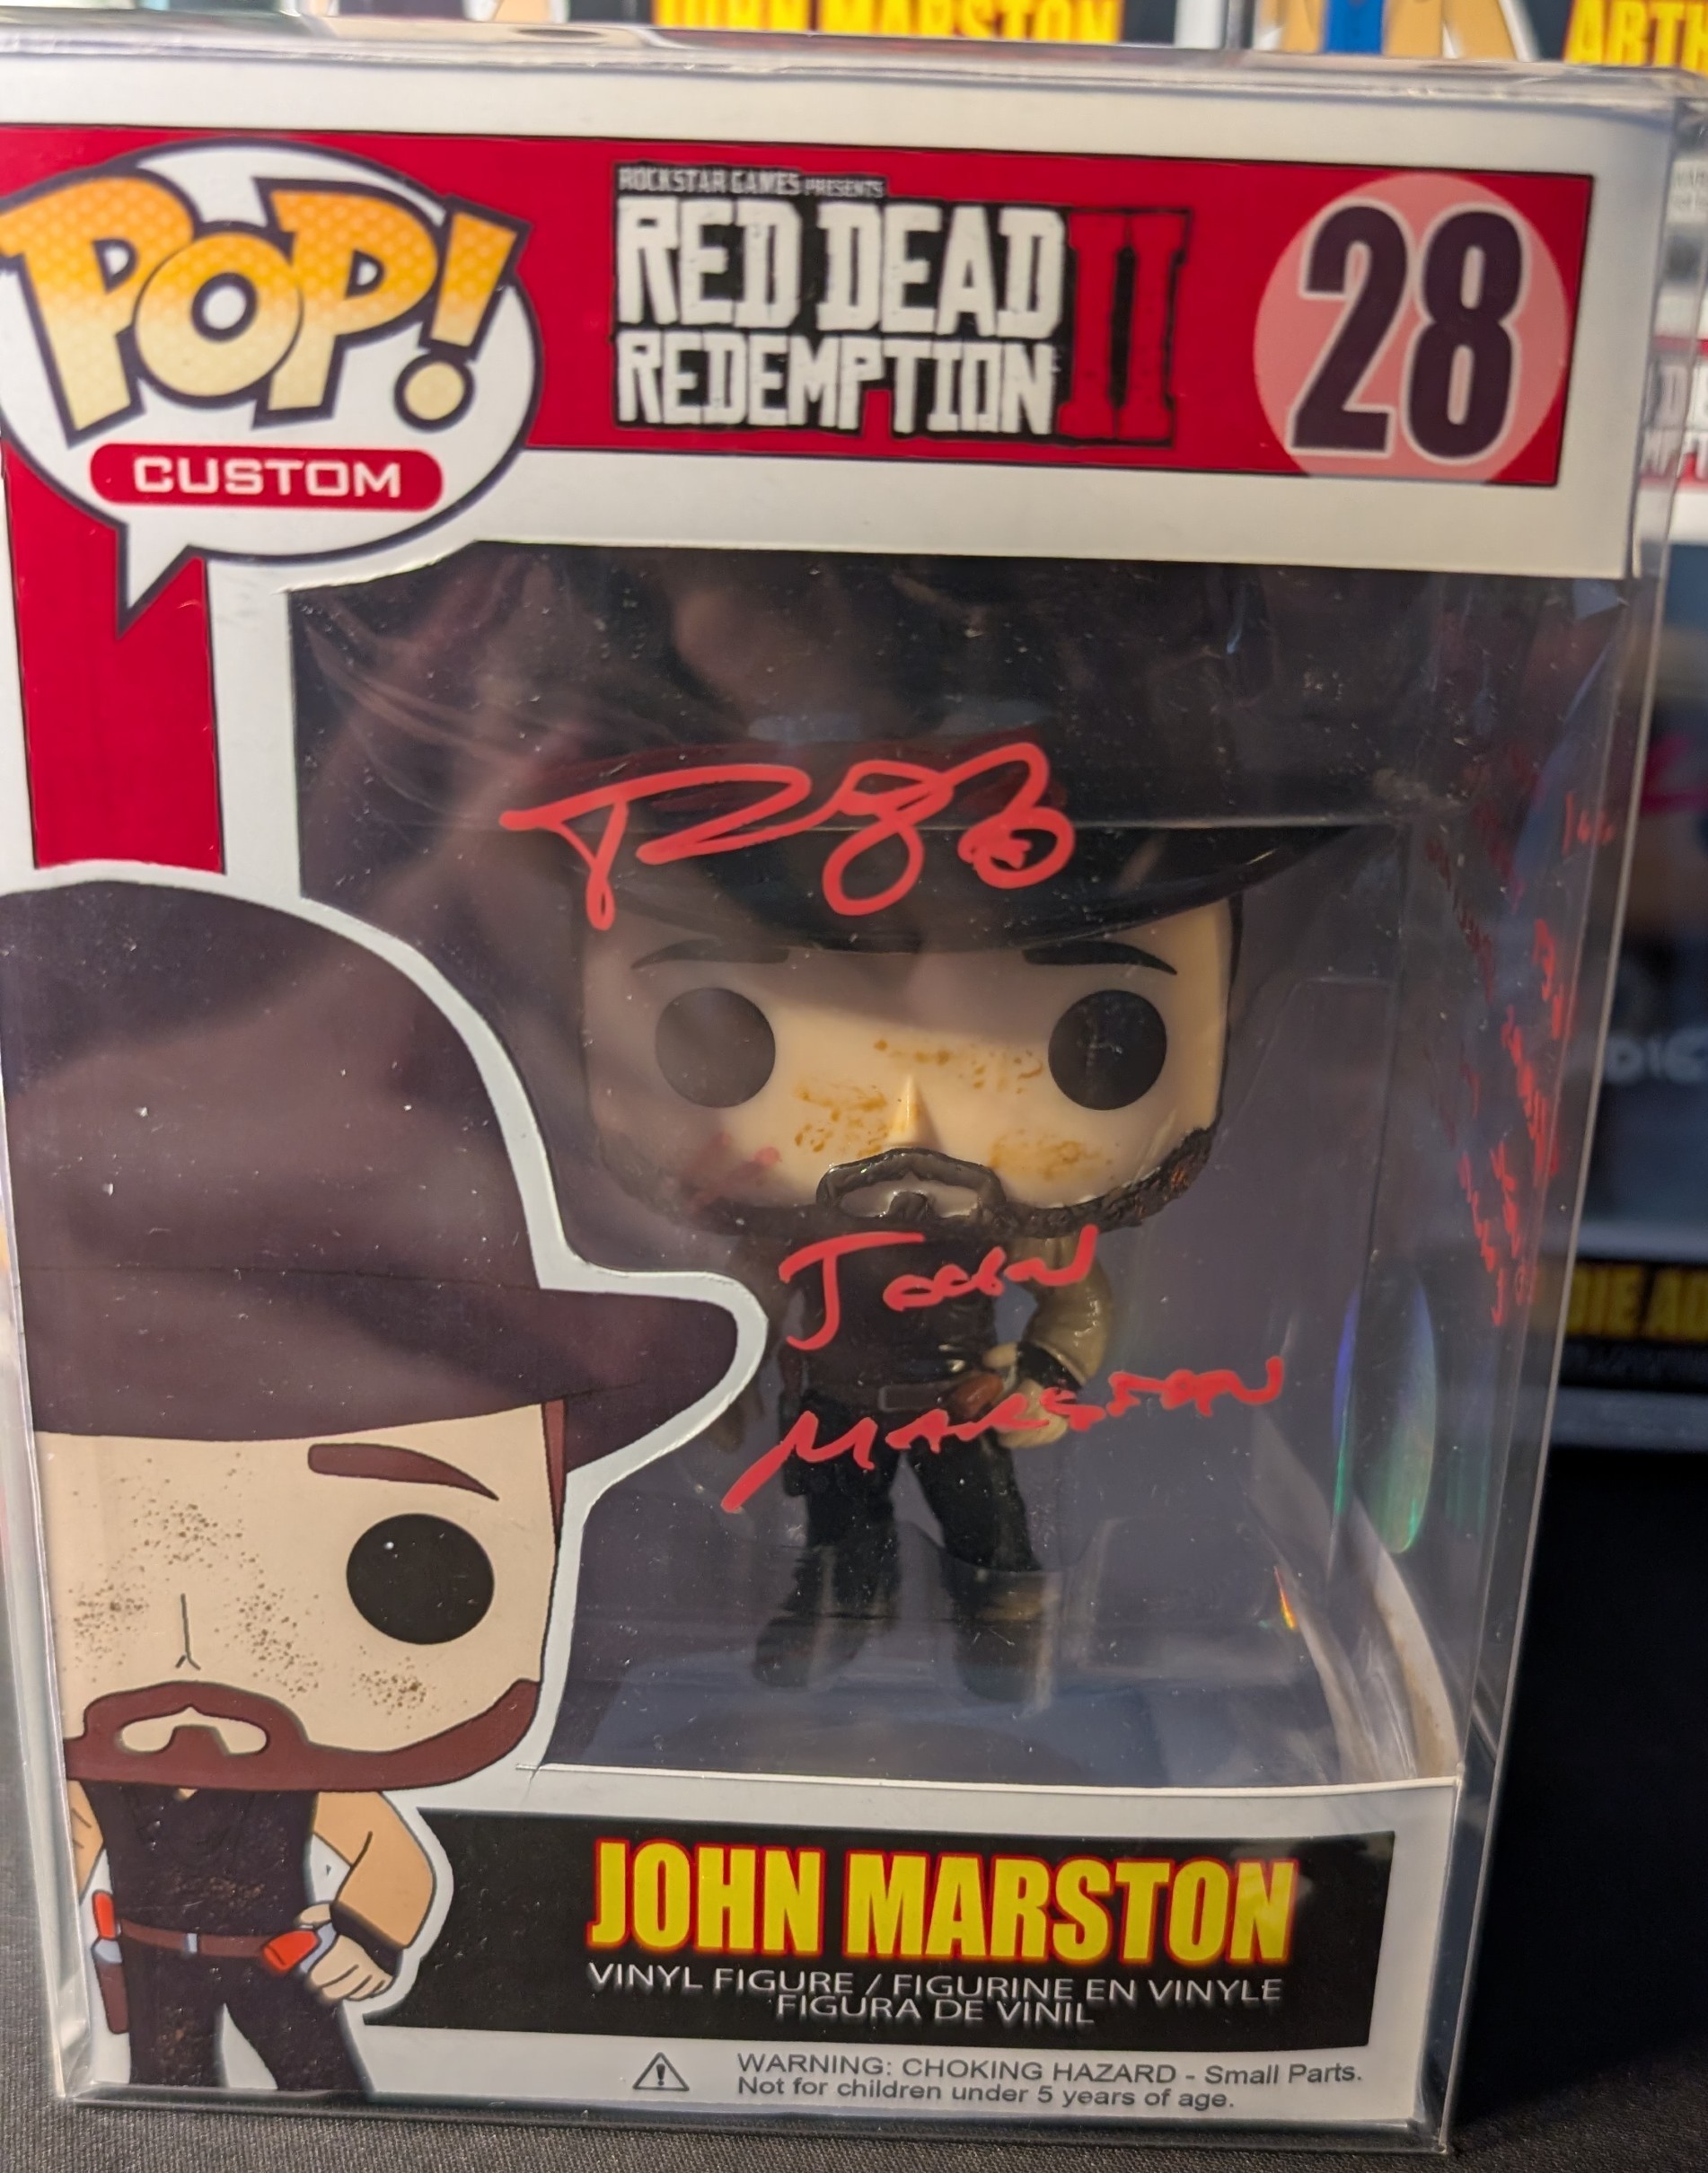 JOHN MARSTON
ARTH
POP!
CUSTOM
ROCKSTAR GAMES PRESENTS
RED DEAD
REDEMPTION II
28
John
MARSTON
JOHN MARSTON
VINYL FIGURE / FIGURINE EN VINYLE
FIGURA DE VINIL
WARNING: CHOKING HAZARD - Small Parts.
Not for children under 5 years of age.